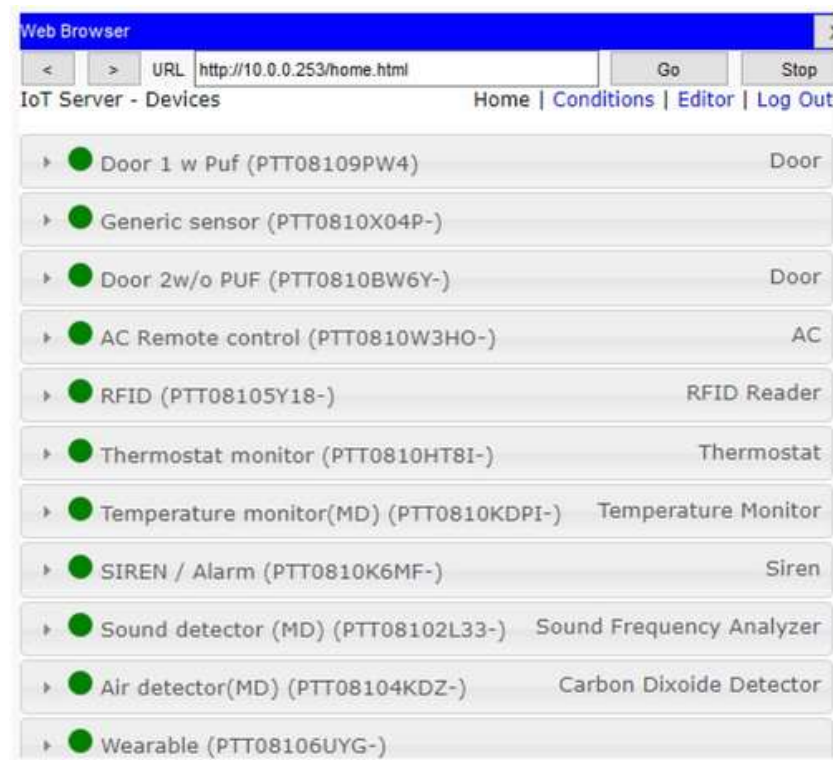 Web Browser X
< > URL http://10.0.0.253/home.html Go Stop
IoT Server - Devices Home | Conditions | Editor | Log Out
Door 1 w Puf (PTT08109PW4) Door
Generic sensor (PTT0810X04P-)
Door 2w/o PUF (PTT0810BW6Y-) Door
AC Remote control (PTT0810W3HO-) AC
RFID (PTT08105Y18-) RFID Reader
Thermostat monitor (PTT0810HT8I-) Thermostat
Temperature monitor(MD) (PTT0810KDPI-) Temperature Monitor
SIREN / Alarm (PTT0810K6MF-) Siren
Sound detector (MD) (PTT08102L33-) Sound Frequency Analyzer
Air detector(MD) (PTT08104KDZ-) Carbon Dixoide Detector
Wearable (PTT08106UYG-)